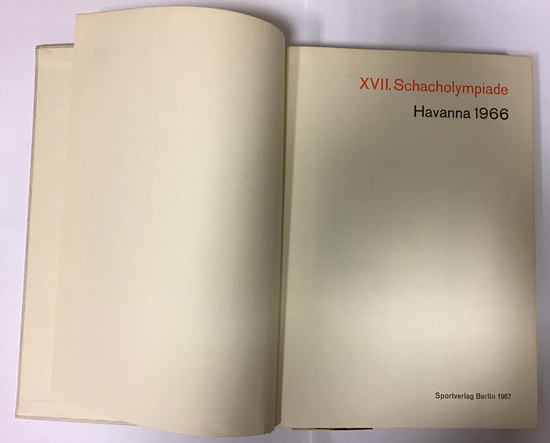 XVII. Schacholympiade
Havanna 1966
Sportverlag Berlin 1967